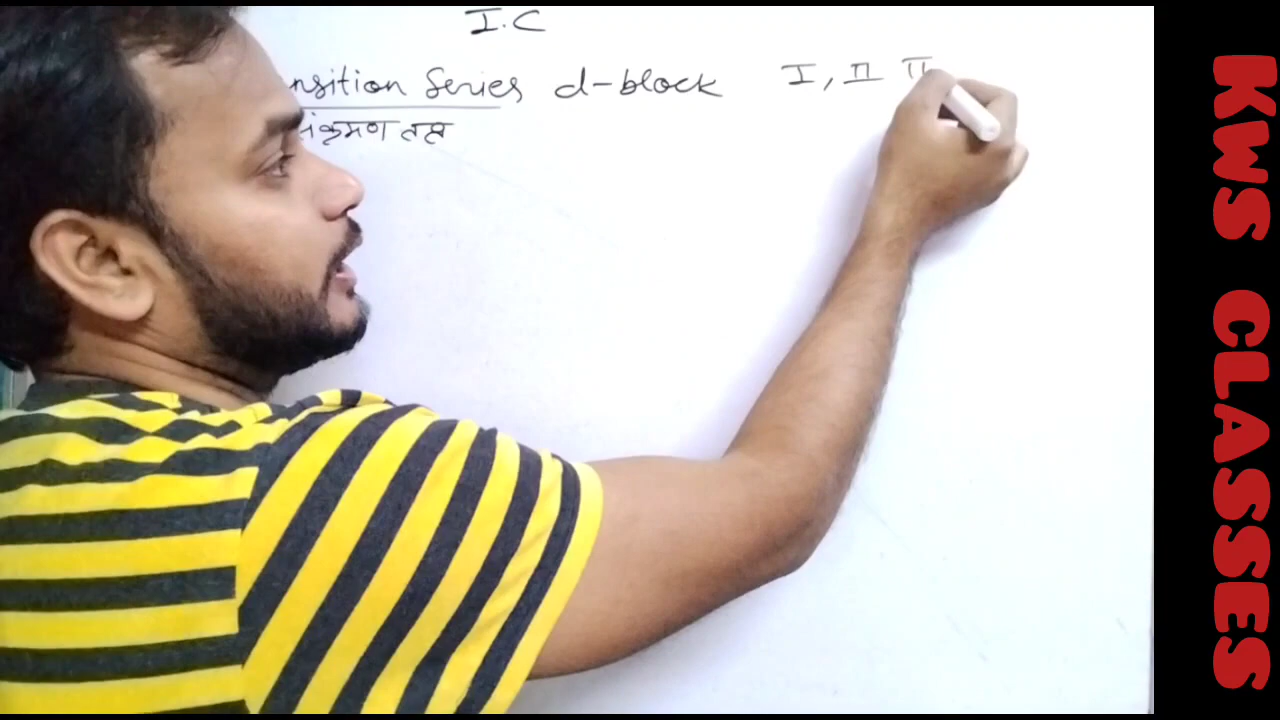 I.C
nsition Series d-block I, II II
संक्रमण तत्व
KWS CLASSES